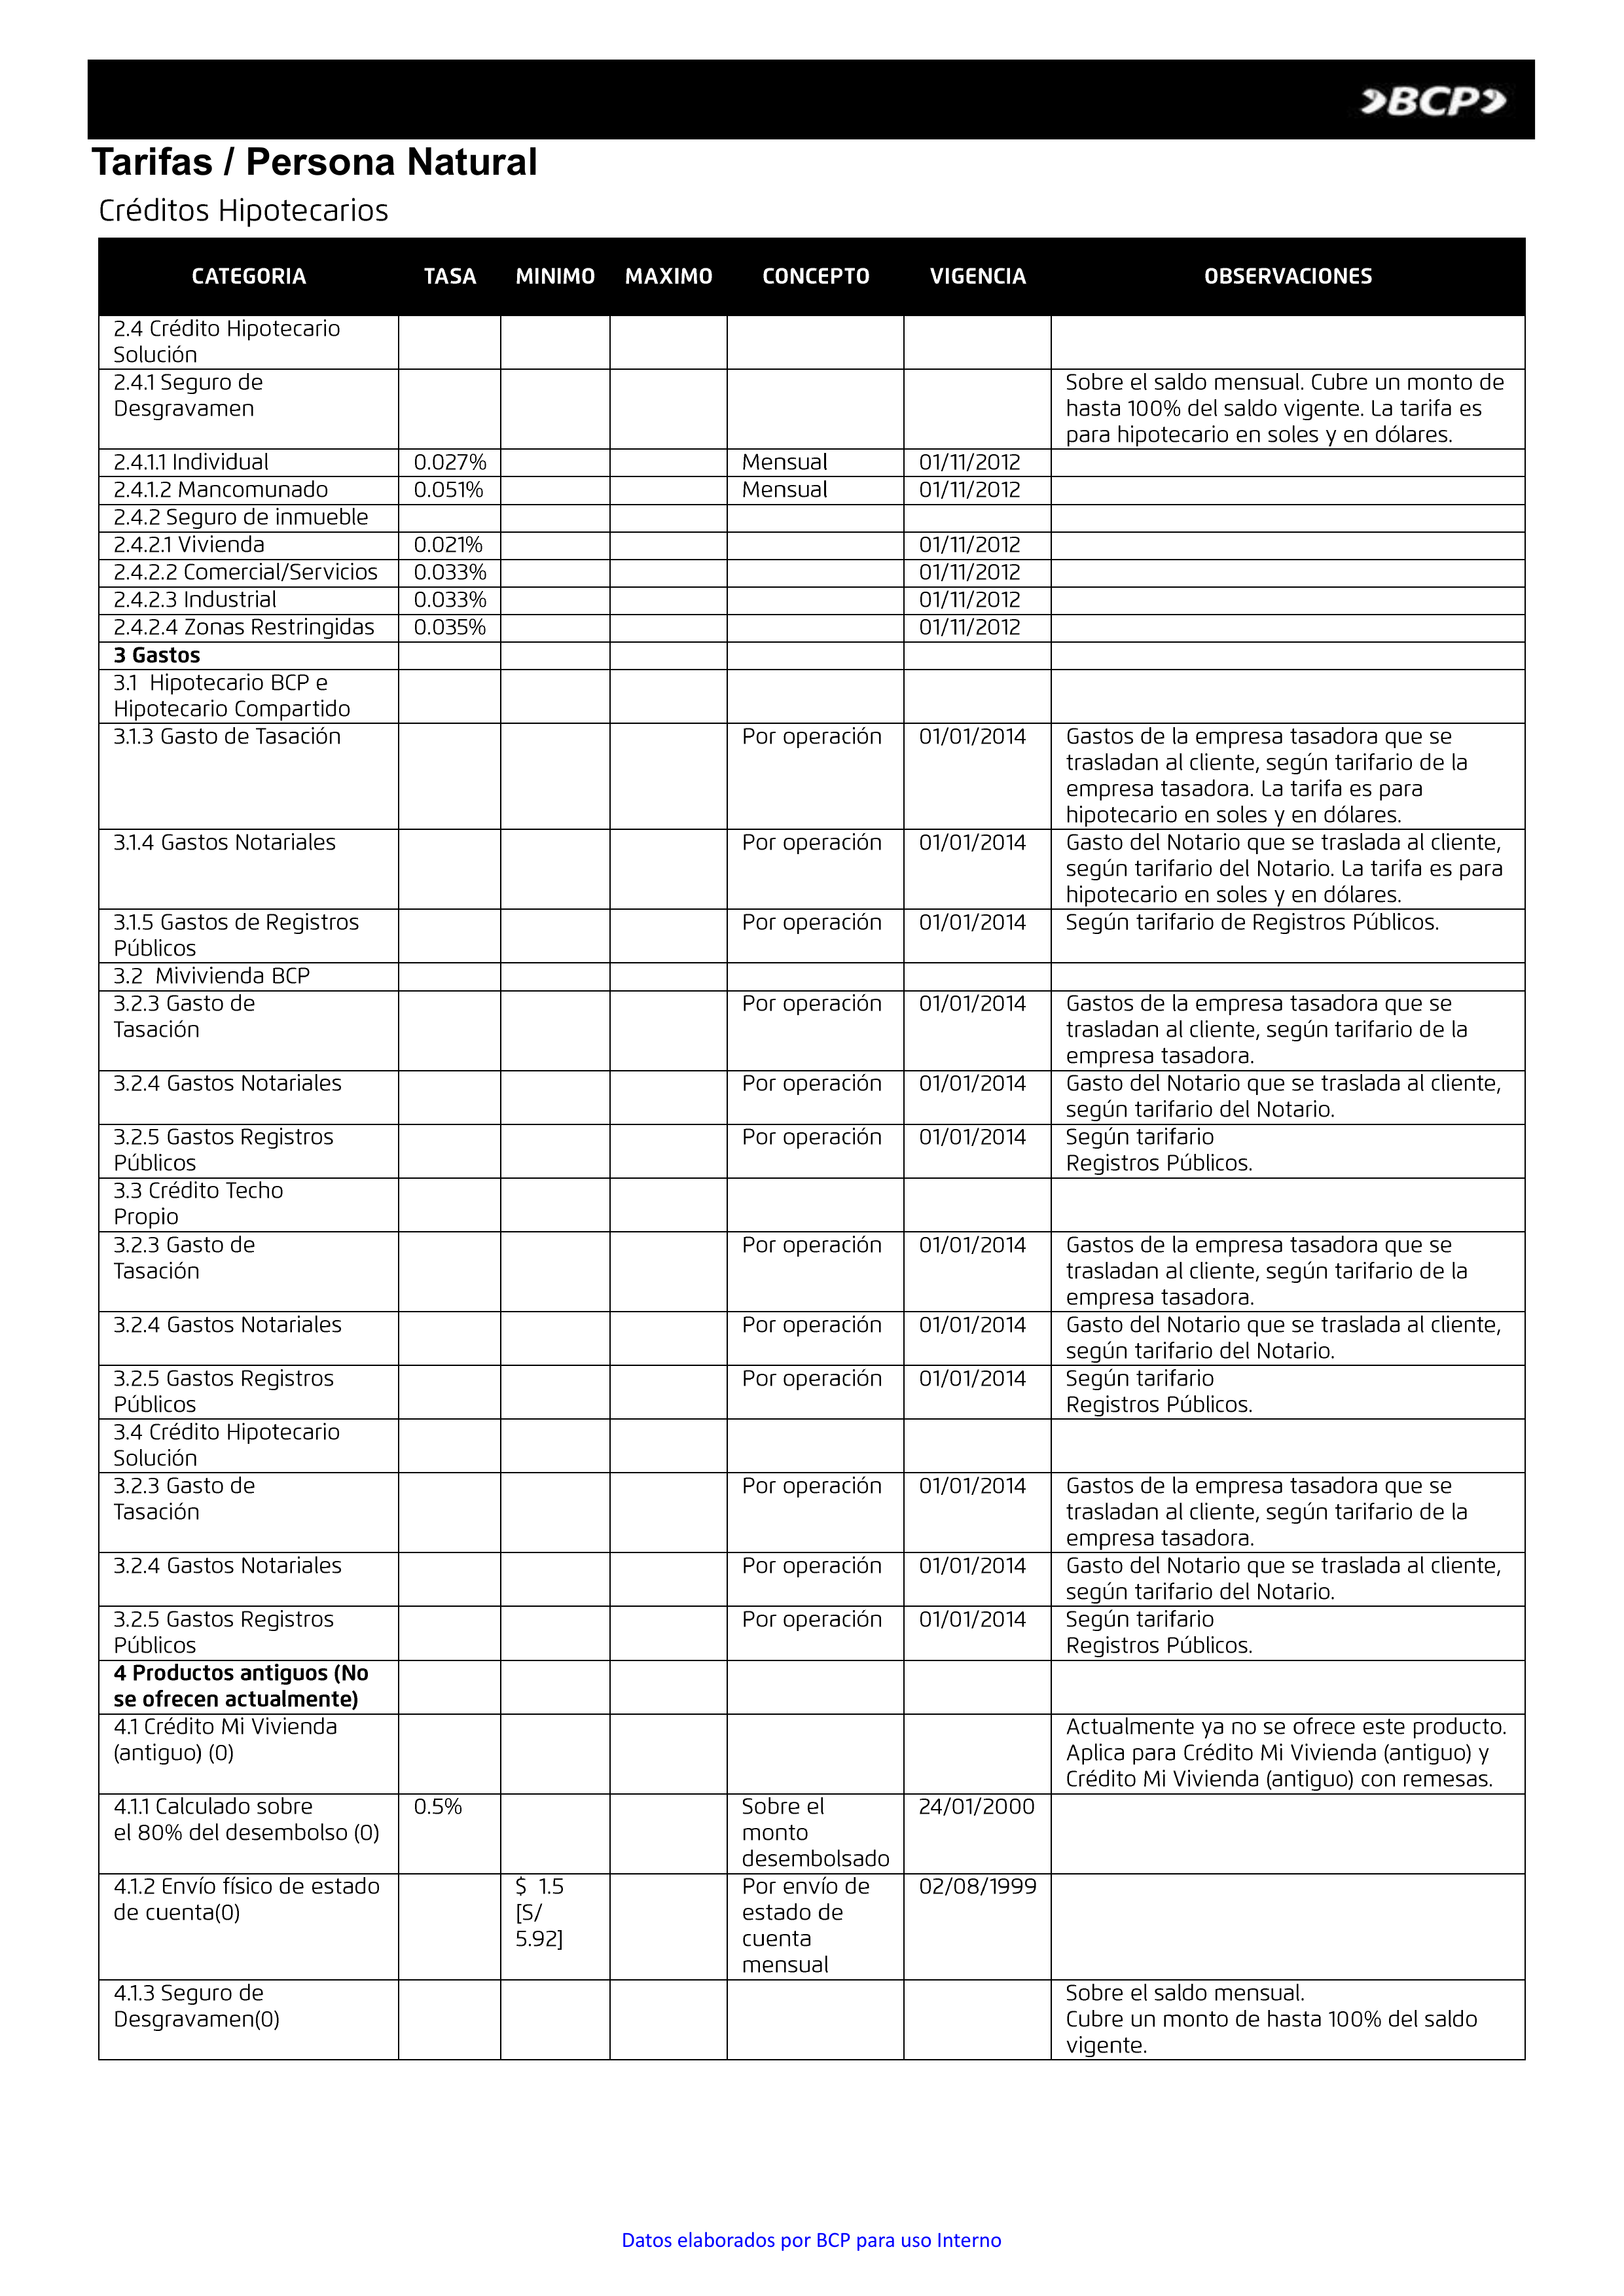 BCP
Tarifas / Persona Natural
Créditos Hipotecarios
CATEGORIA TASA MINIMO MAXIMO CONCEPTO VIGENCIA OBSERVACIONES
2.4 Crédito Hipotecario
Solución
2.4.1 Seguro de
Desgravamen
Sobre el saldo mensual. Cubre un monto de
hasta 100% del saldo vigente. La tarifa es
para hipotecario en soles y en dólares.
2.4.1.1 Individual 0.027% Mensual 01/11/2012
2.4.1.2 Mancomunado 0.051% Mensual 01/11/2012
2.4.2 Seguro de inmueble
2.4.2.1 Vivienda 0.021% 01/11/2012
2.4.2.2 Comercial/Servicios 0.033% 01/11/2012
2.4.2.3 Industrial 0.033% 01/11/2012
2.4.2.4 Zonas Restringidas 0.035% 01/11/2012
3 Gastos
3.1 Hipotecario BCP e
Hipotecario Compartido
3.1.3 Gasto de Tasación Por operación 01/01/2014 Gastos de la empresa tasadora que se
trasladan al cliente, según tarifario de la
empresa tasadora. La tarifa es para
hipotecario en soles y en dólares.
3.1.4 Gastos Notariales Por operación 01/01/2014 Gasto del Notario que se traslada al cliente,
según tarifario del Notario. La tarifa es para
hipotecario en soles y en dólares.
3.1.5 Gastos de Registros
Públicos
Por operación 01/01/2014 Según tarifario de Registros Públicos.
3.2 Mivivienda BCP
3.2.3 Gasto de
Tasación
Por operación 01/01/2014 Gastos de la empresa tasadora que se
trasladan al cliente, según tarifario de la
empresa tasadora.
3.2.4 Gastos Notariales Por operación 01/01/2014 Gasto del Notario que se traslada al cliente,
según tarifario del Notario.
3.2.5 Gastos Registros
Públicos
Por operación 01/01/2014 Según tarifario
Registros Públicos.
3.3 Crédito Techo
Propio
3.2.3 Gasto de
Tasación
Por operación 01/01/2014 Gastos de la empresa tasadora que se
trasladan al cliente, según tarifario de la
empresa tasadora.
3.2.4 Gastos Notariales Por operación 01/01/2014 Gasto del Notario que se traslada al cliente,
según tarifario del Notario.
3.2.5 Gastos Registros
Públicos
Por operación 01/01/2014 Según tarifario
Registros Públicos.
3.4 Crédito Hipotecario
Solución
3.2.3 Gasto de
Tasación
Por operación 01/01/2014 Gastos de la empresa tasadora que se
trasladan al cliente, según tarifario de la
empresa tasadora.
3.2.4 Gastos Notariales Por operación 01/01/2014 Gasto del Notario que se traslada al cliente,
según tarifario del Notario.
3.2.5 Gastos Registros
Públicos
Por operación 01/01/2014 Según tarifario
Registros Públicos.
4 Productos antiguos (No
se ofrecen actualmente)
4.1 Crédito Mi Vivienda
(antiguo) (0)
Actualmente ya no se ofrece este producto.
Aplica para Crédito Mi Vivienda (antiguo) y
Crédito Mi Vivienda (antiguo) con remesas.
4.1.1 Calculado sobre
el 80% del desembolso (0)
0.5%
Sobre el
monto
desembolsado
24/01/2000
4.1.2 Envío físico de estado
de cuenta(0)
$ 1.5
[S/
5.92]
Por envío de
estado de
cuenta
mensual
02/08/1999
4.1.3 Seguro de
Desgravamen(0)
Sobre el saldo mensual.
Cubre un monto de hasta 100% del saldo
vigente.
Datos elaborados por BCP para uso Interno